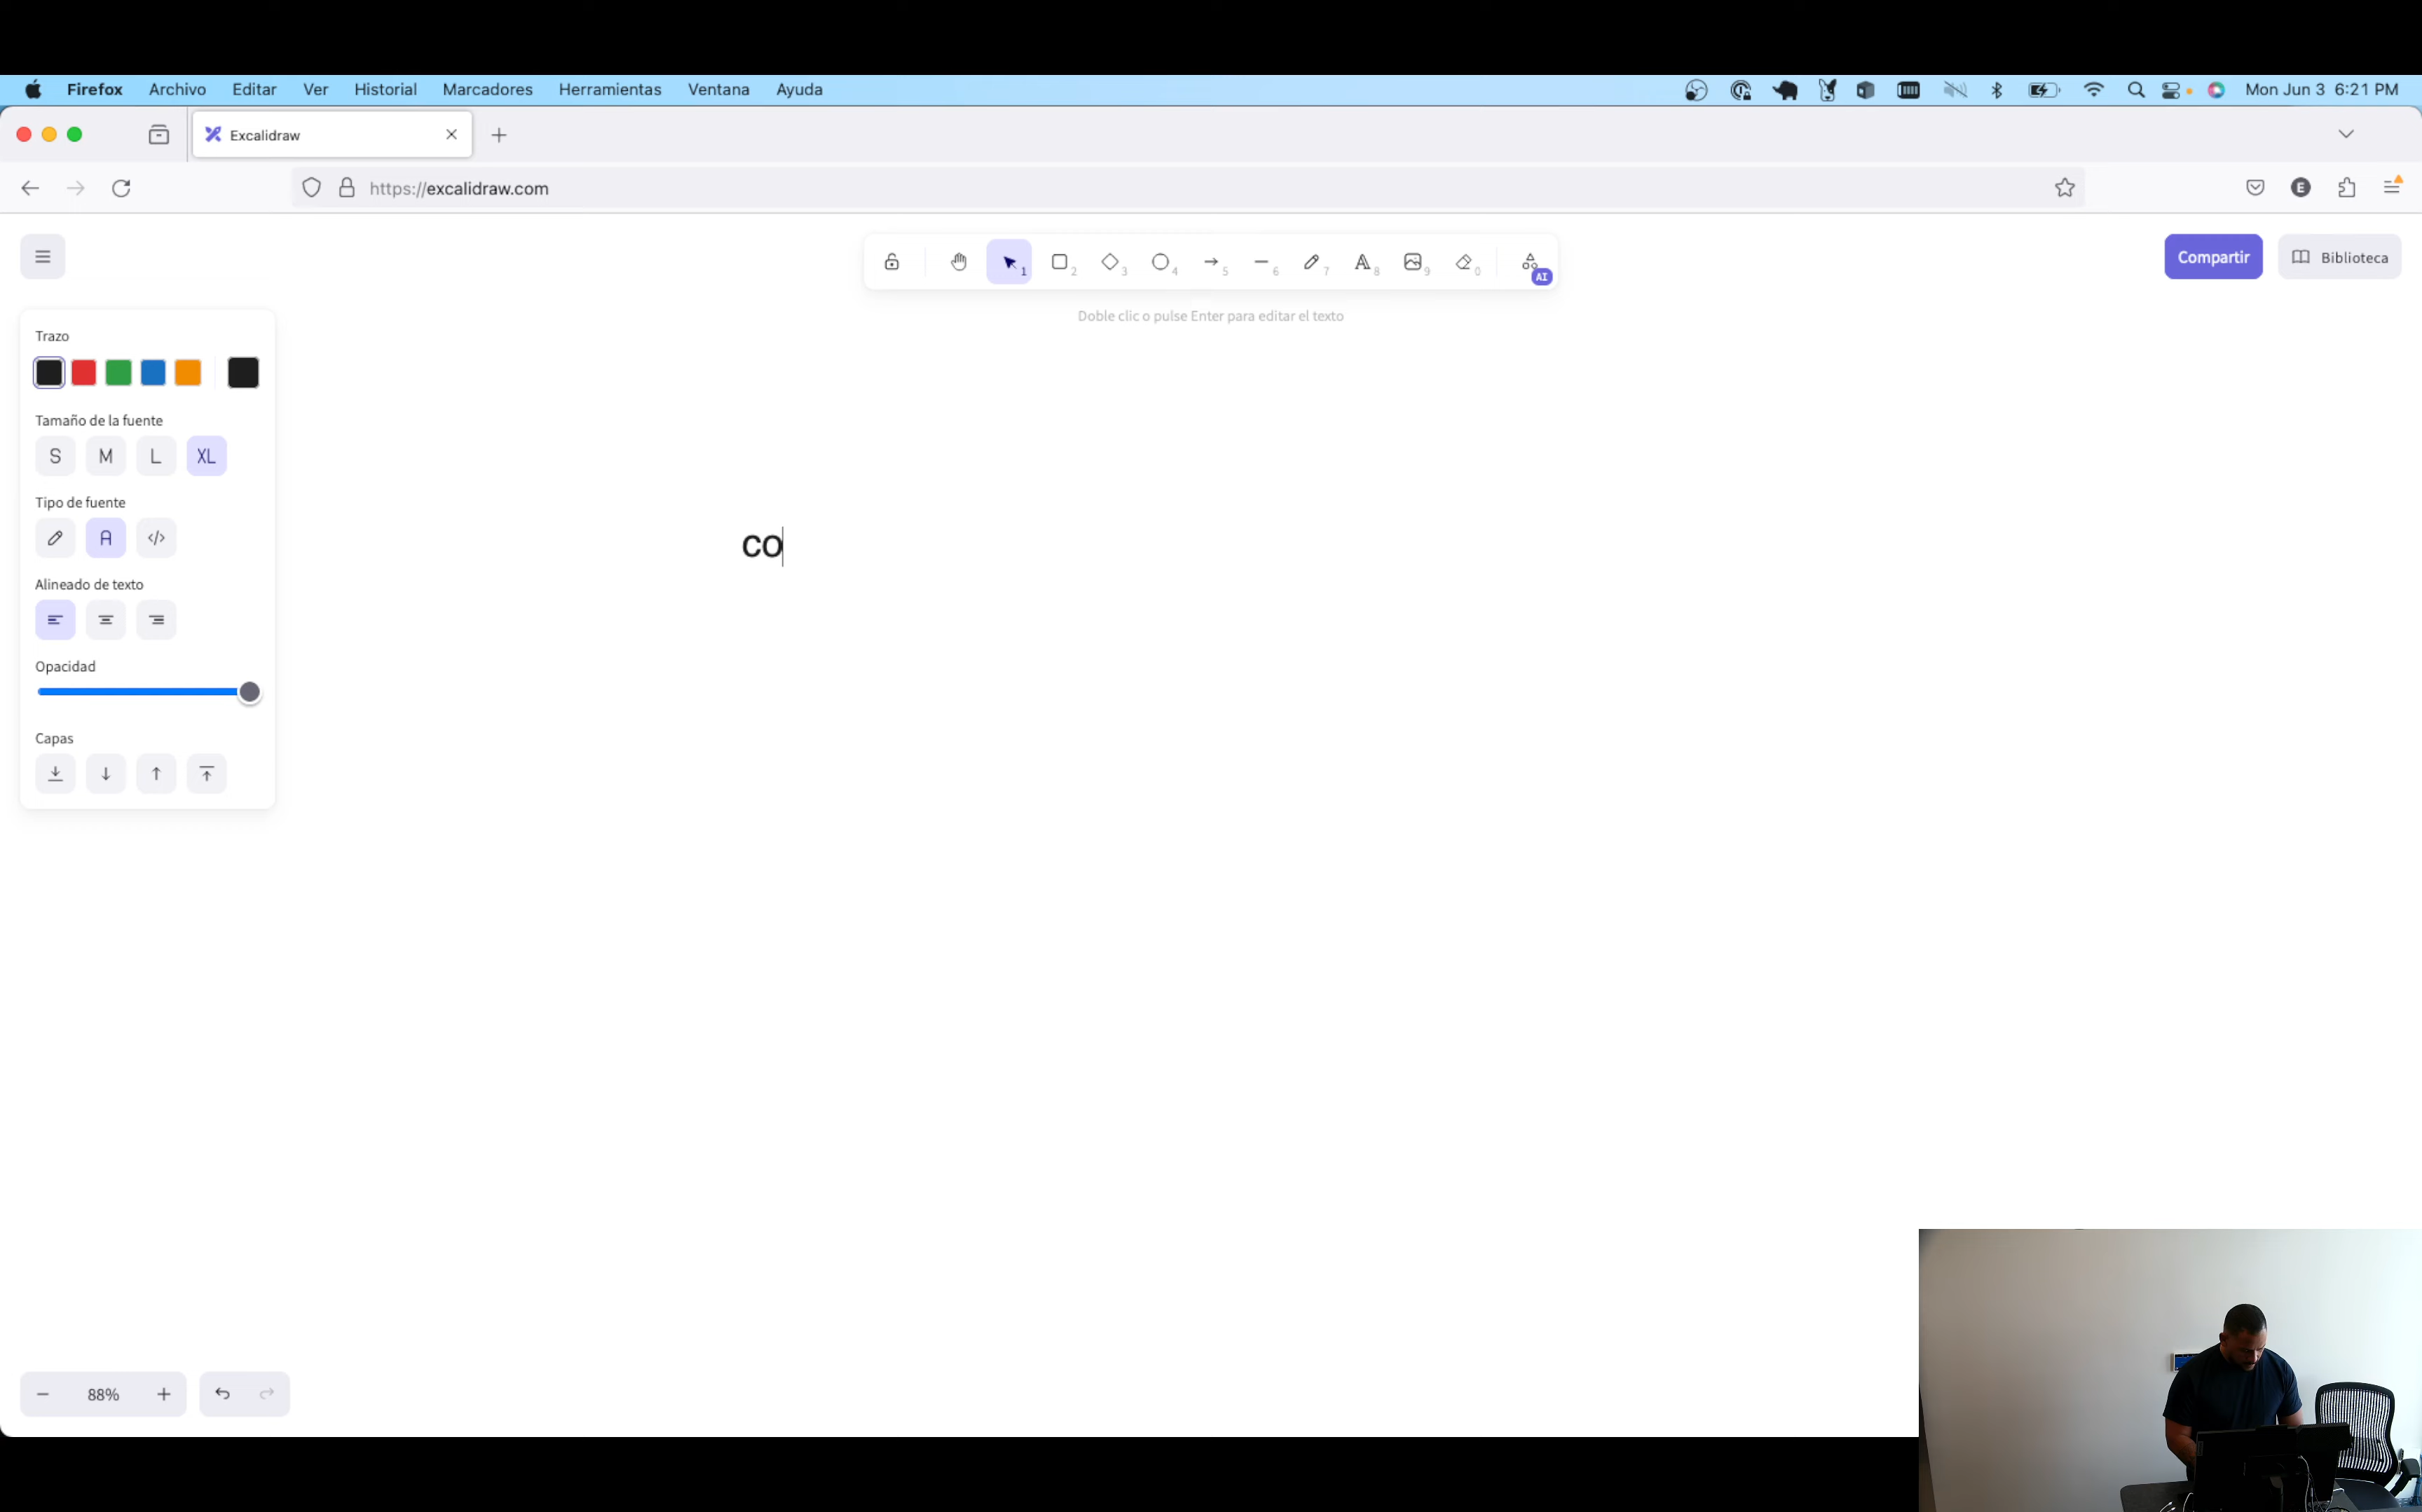 Firefox Archivo Editar Ver Historial Marcadores Herramientas Ventana Ayuda Mon Jun 3 6:21 PM
Excalidraw
https://excalidraw.com E
1 2 3 4 5 6 7 A 8 9 0 AI
Compartir Biblioteca
Doble clic o pulse Enter para editar el texto
Trazo
Tamaño de la fuente
S M L XL
Tipo de fuente
A </>
Alineado de texto
Opacidad
Capas
co
88%